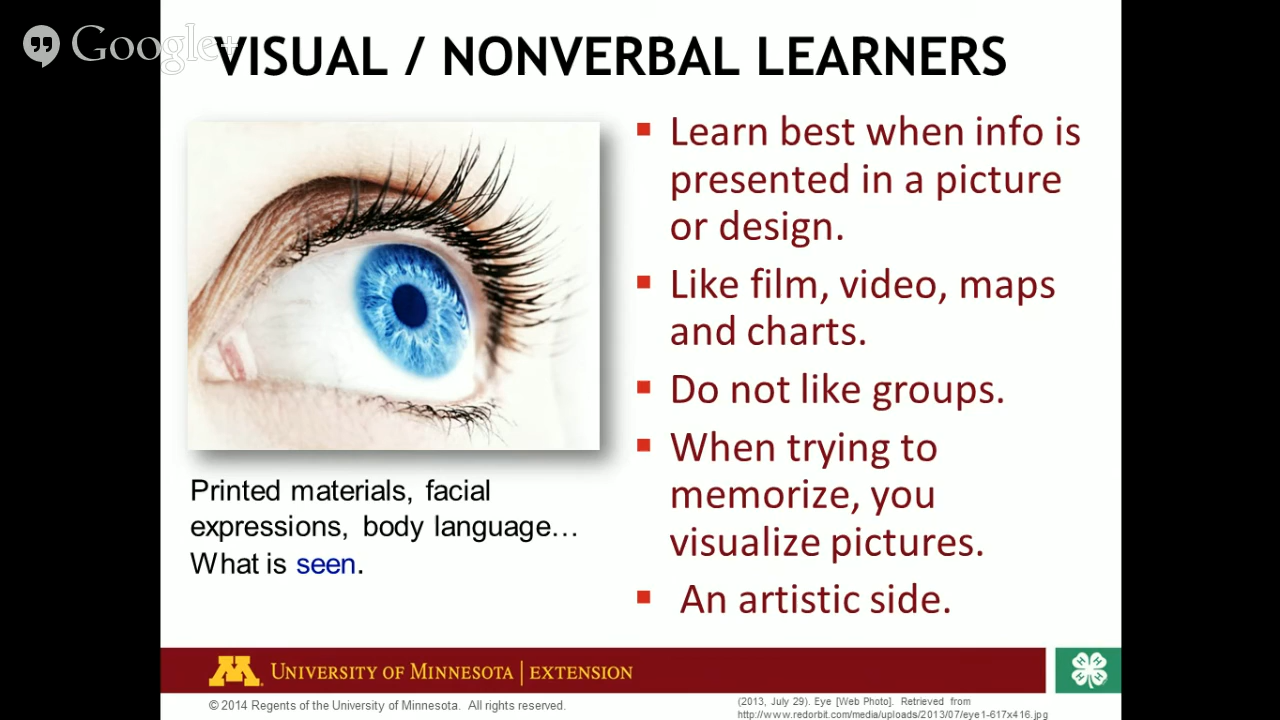 Google+
VISUAL / NONVERBAL LEARNERS
Learn best when info is
presented in a picture
or design.
Like film, video, maps
and charts.
Do not like groups.
When trying to
memorize, you
visualize pictures.
An artistic side.
Printed materials, facial
expressions, body language…
What is seen.
M UNIVERSITY OF MINNESOTA | EXTENSION
H H H H
© 2014 Regents of the University of Minnesota. All rights reserved.
(2013, July 29). Eye [Web Photo]. Retrieved from
http://www.redorbit.com/media/uploads/2013/07/eye1-617x416.jpg